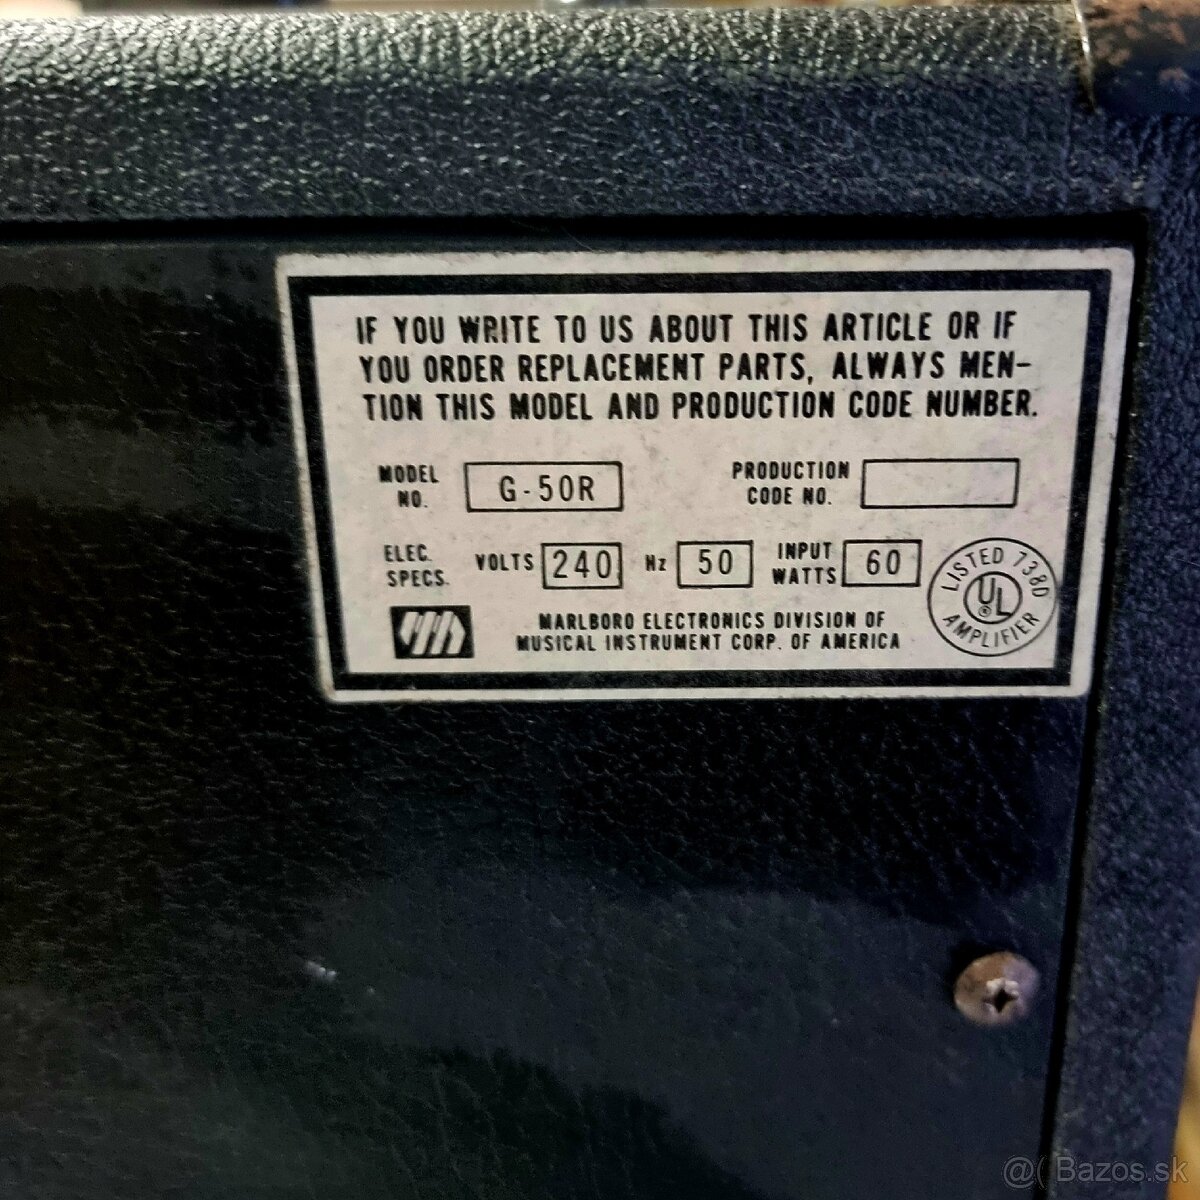 IF YOU WRITE TO US ABOUT THIS ARTICLE OR IF
YOU ORDER REPLACEMENT PARTS, ALWAYS MEN-
TION THIS MODEL AND PRODUCTION CODE NUMBER.
MODEL NO. G-50R PRODUCTION CODE NO.
ELEC. SPECS. VOLTS 240 Hz 50 INPUT WATTS 60
LISTED 738D
UL®
AMPLIFIER
MARLBORO ELECTRONICS DIVISION OF
MUSICAL INSTRUMENT CORP. OF AMERICA
@( Bazos.sk